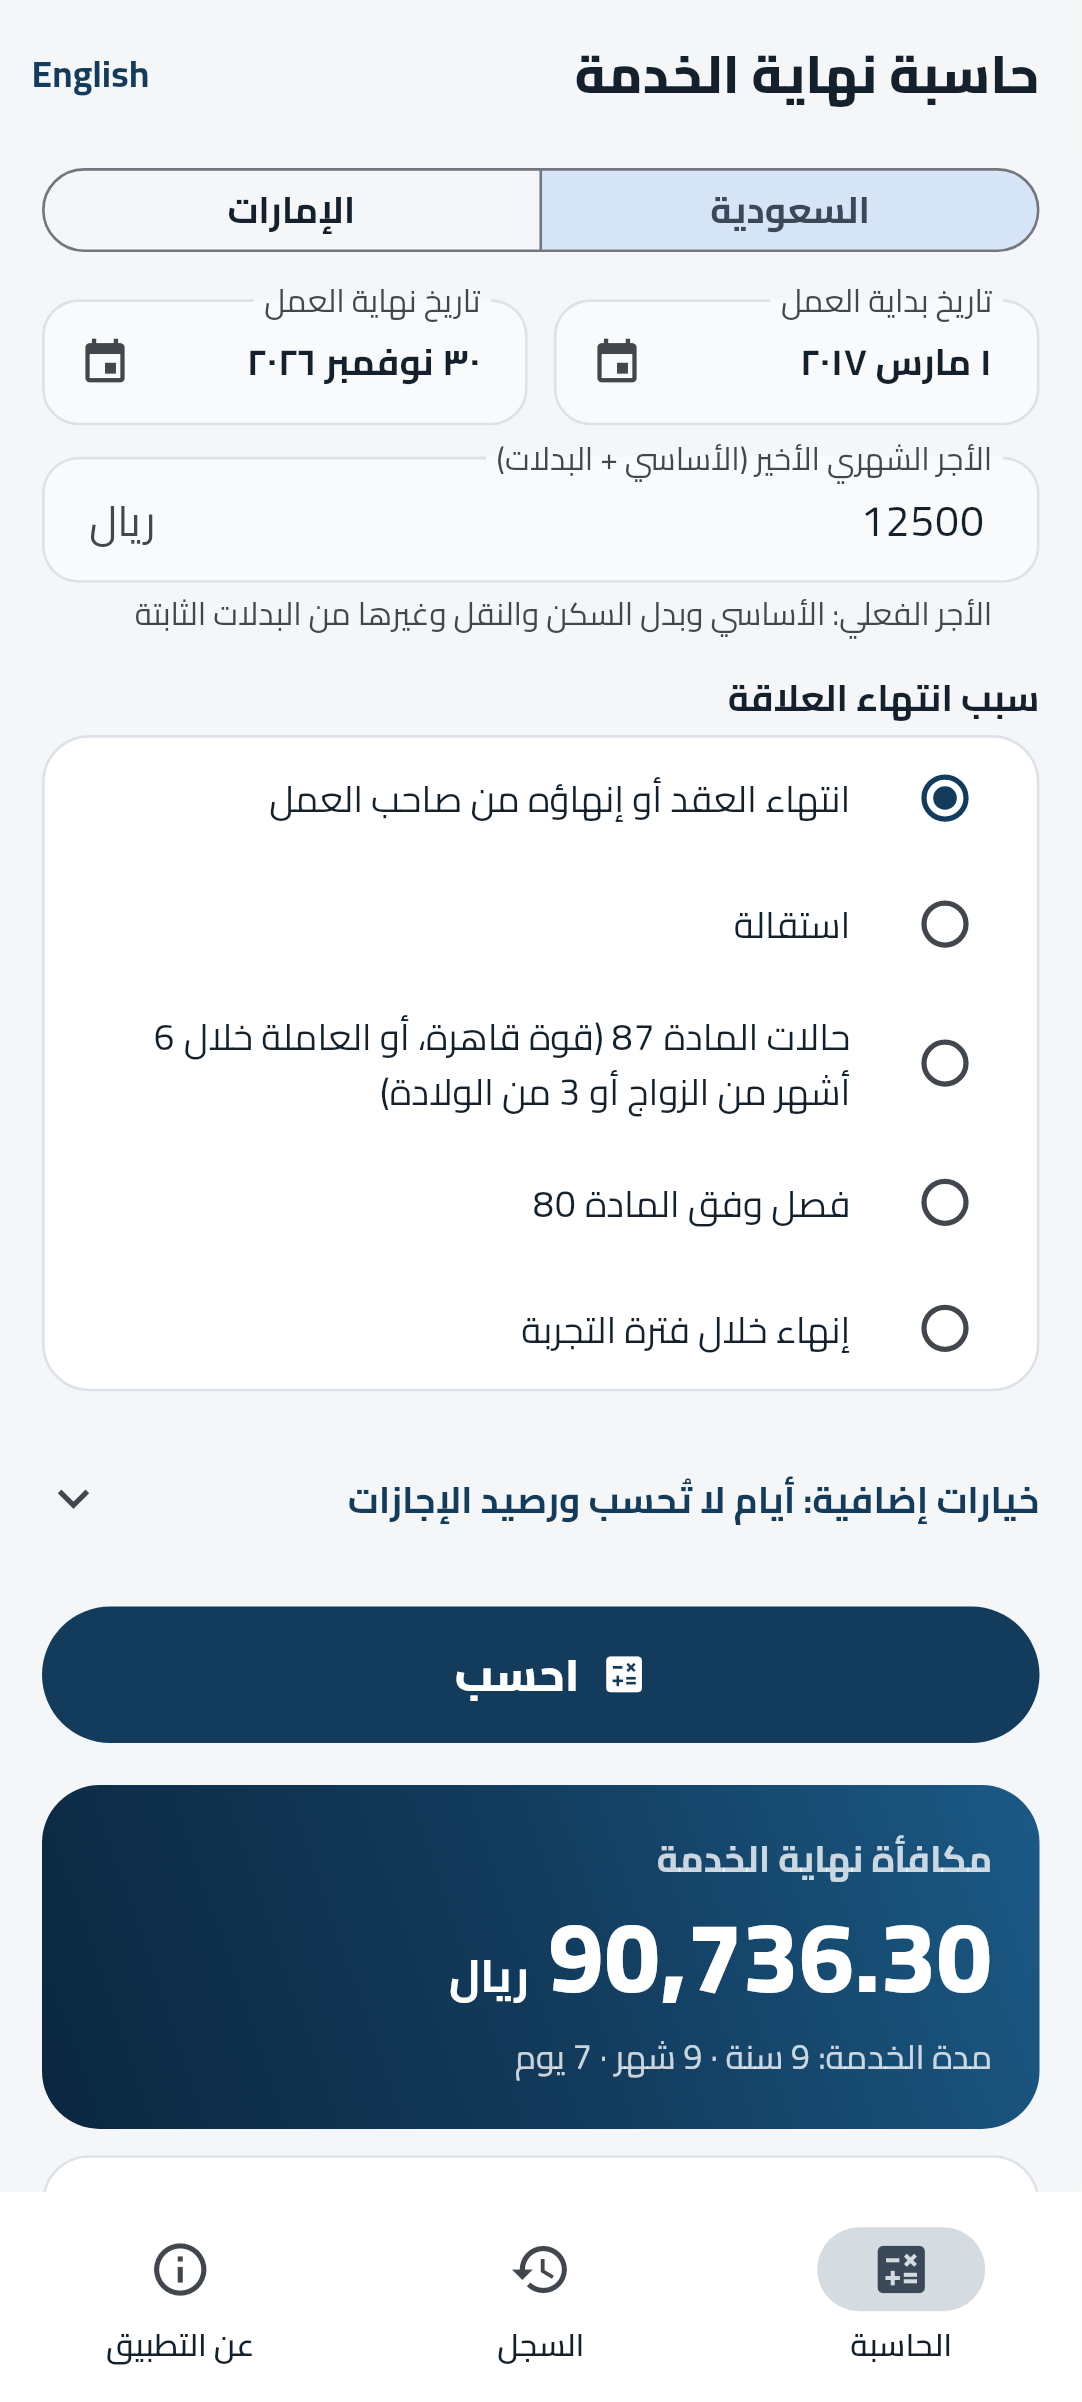 حاسبة نهاية الخدمة
English
السعودية
الإمارات
تاريخ بداية العمل
١ مارس ٢٠١٧
تاريخ نهاية العمل
٣٠ نوفمبر ٢٠٢٦
الأجر الشهري الأخير (الأساسي + البدلات)
12500
ريال
الأجر الفعلي: الأساسي وبدل السكن والنقل وغيرها من البدلات الثابتة
سبب انتهاء العلاقة
انتهاء العقد أو إنهاؤه من صاحب العمل
استقالة
حالات المادة 87 (قوة قاهرة، أو العاملة خلال 6
أشهر من الزواج أو 3 من الولادة)
فصل وفق المادة 80
إنهاء خلال فترة التجربة
خيارات إضافية: أيام لا تُحسب ورصيد الإجازات
احسب
مكافأة نهاية الخدمة
90,736.30 ريال
مدة الخدمة: 9 سنة · 9 شهر · 7 يوم
الحاسبة
السجل
عن التطبيق